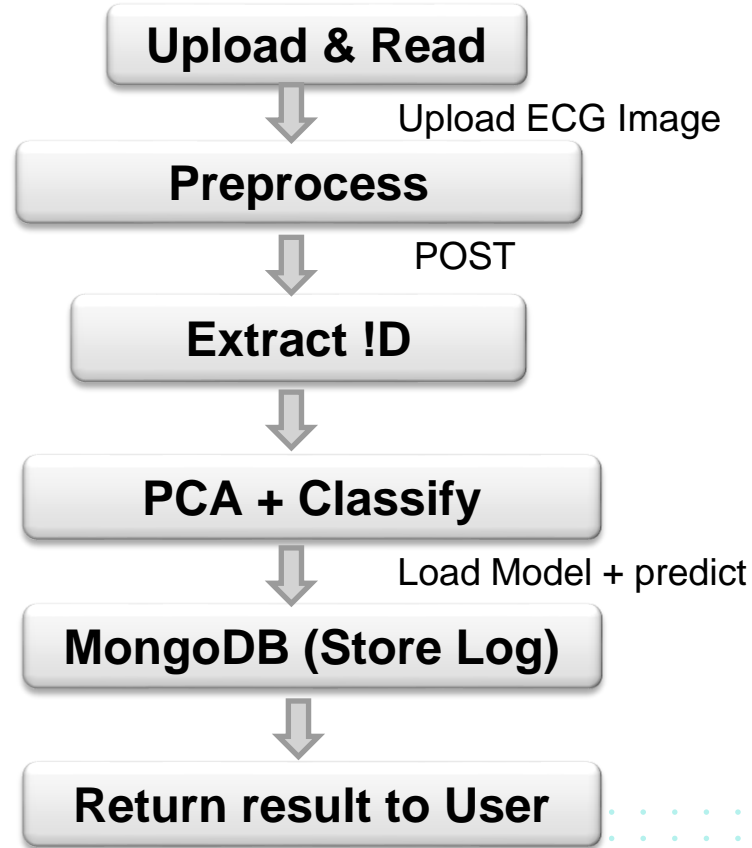 Upload & Read
Upload ECG Image
Preprocess
POST
Extract !D
PCA + Classify
Load Model + predict
MongoDB (Store Log)
Return result to User